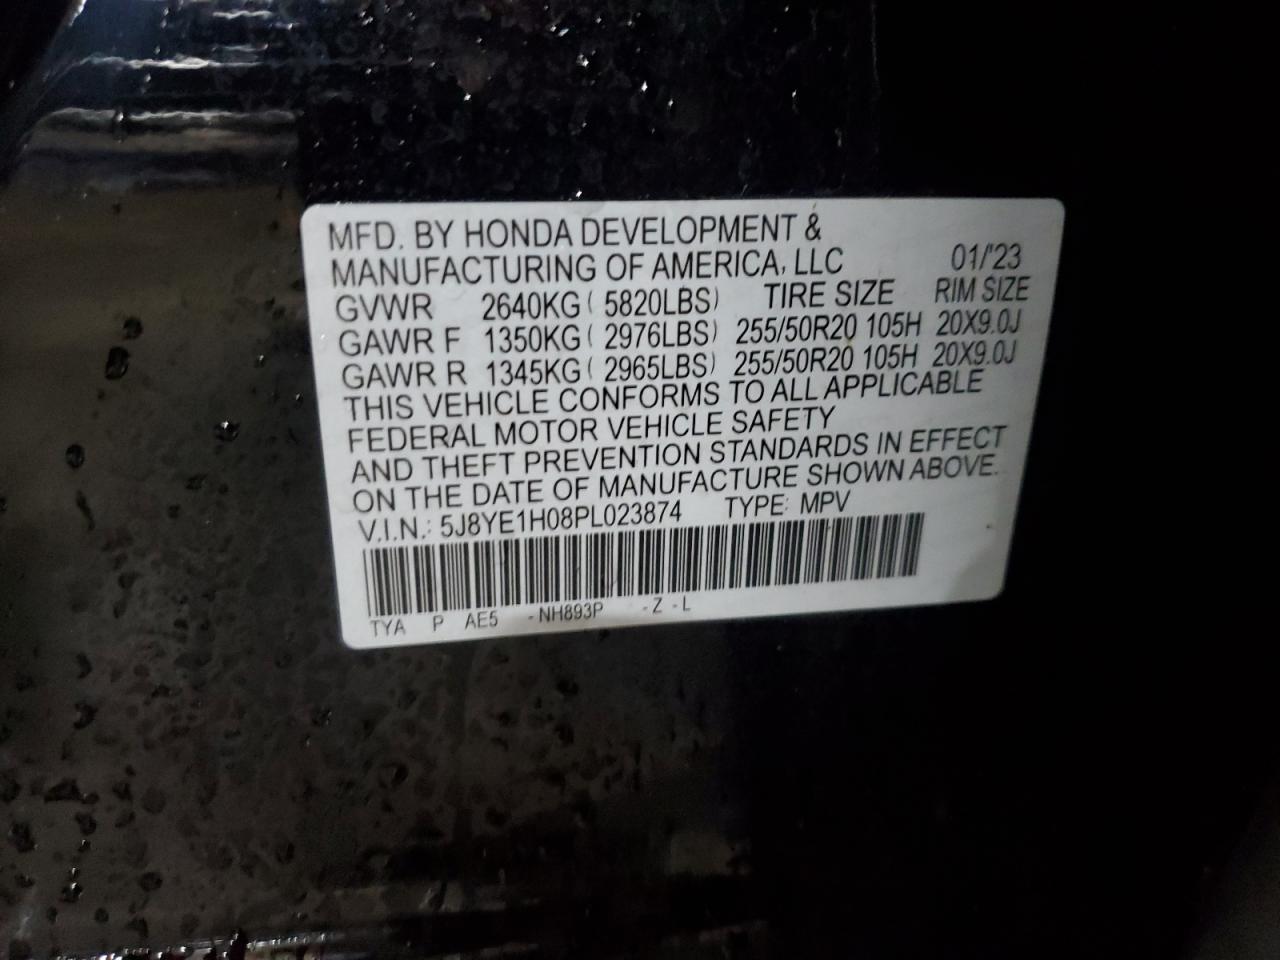 MFD. BY HONDA DEVELOPMENT &
MANUFACTURING OF AMERICA, LLC 01/'23
GVWR 2640KG ( 5820LBS) TIRE SIZE RIM SIZE
GAWR F 1350KG ( 2976LBS) 255/50R20 105H 20X9.0J
GAWR R 1345KG ( 2965LBS) 255/50R20 105H 20X9.0J
THIS VEHICLE CONFORMS TO ALL APPLICABLE
FEDERAL MOTOR VEHICLE SAFETY
AND THEFT PREVENTION STANDARDS IN EFFECT
ON THE DATE OF MANUFACTURE SHOWN ABOVE.
V.I.N.: 5J8YE1H08PL023874 TYPE: MPV
TYA P AE5 -NH893P -Z -L